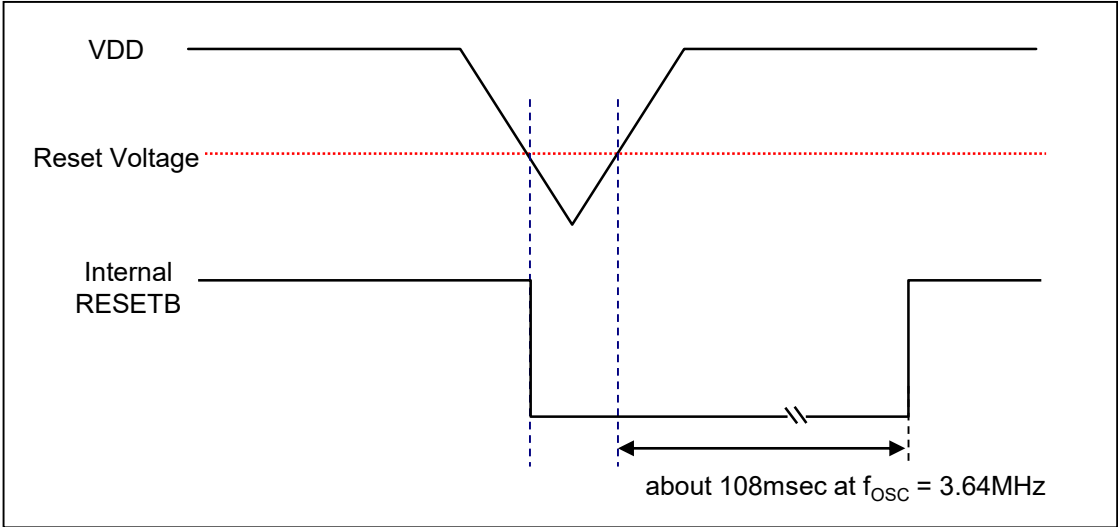 VDD
Reset Voltage
Internal
RESETB
about 108msec at fOSC = 3.64MHz